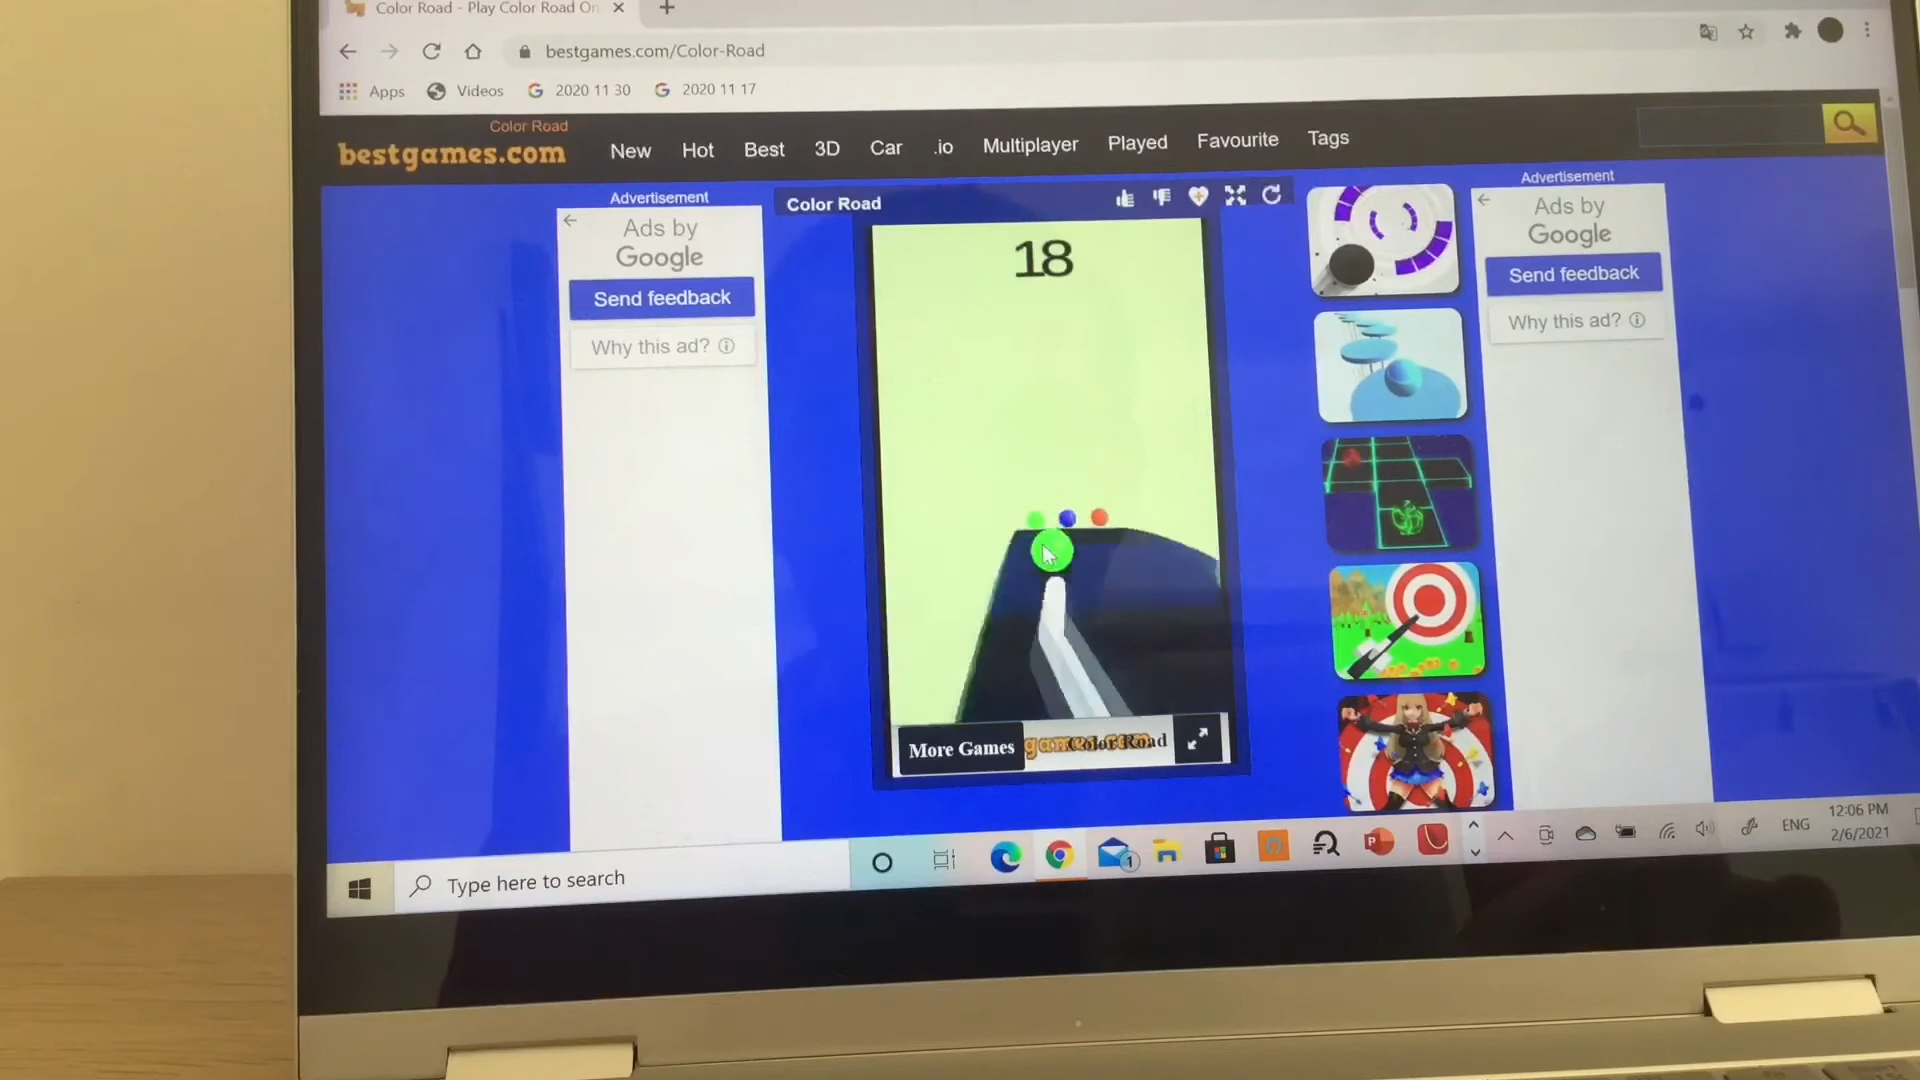 Color Road - Play Color Road On
bestgames.com/Color-Road
Apps Videos 2020 11 30 2020 11 17
Color Road
bestgames.com New Hot Best 3D Car .io Multiplayer Played Favourite Tags
Advertisement
Ads by
Google
Send feedback
Why this ad?
Color Road
18
More Games Color Road
Advertisement
Ads by
Google
Send feedback
Why this ad?
Type here to search
1
ENG
12:06 PM
2/6/2021